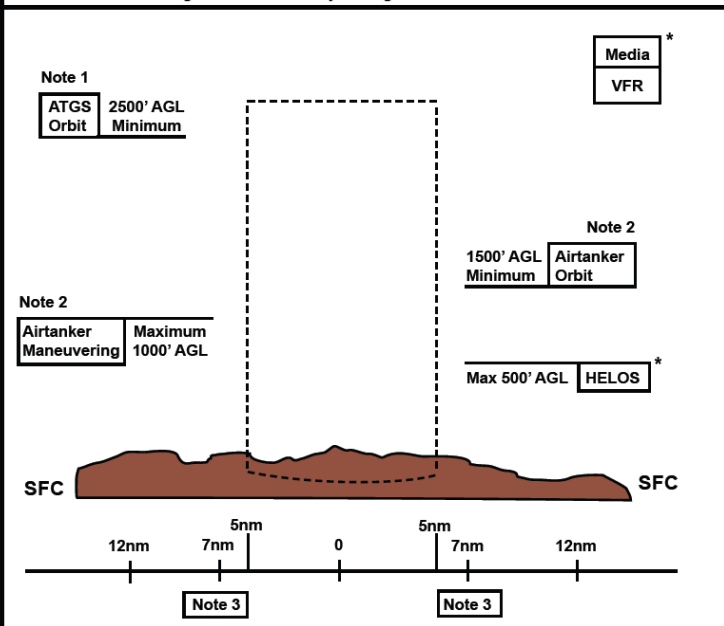 *
Media
VFR
Note 1
ATGS 2500’ AGL
Orbit Minimum
Note 2
1500’ AGL Airtanker
Minimum Orbit
Note 2
Airtanker Maximum
Maneuvering 1000’ AGL
*
Max 500’ AGL HELOS
SFC SFC
5nm 5nm
12nm 7nm 0 7nm 12nm
Note 3 Note 3